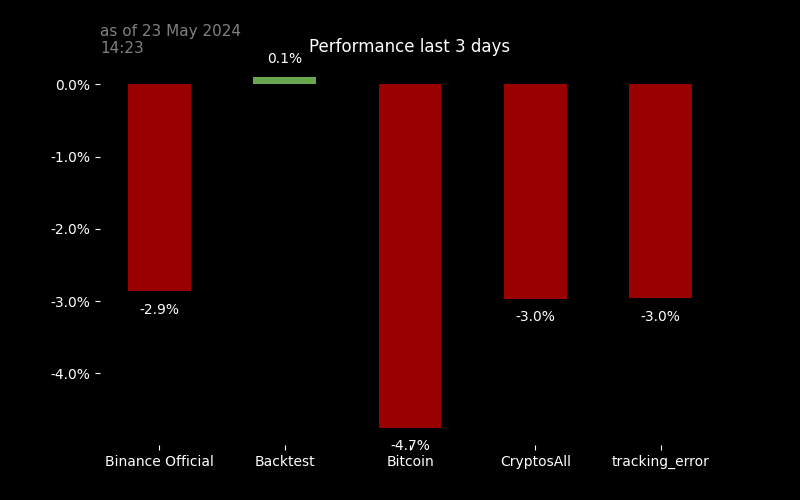 as of 23 May 2024
14:23
Performance last 3 days
0.1%
0.0%
-1.0%
-2.0%
-3.0%
-4.0%
-2.9%
-3.0%
-3.0%
-4.7%
Binance Official
Backtest
Bitcoin
CryptosAll
tracking_error